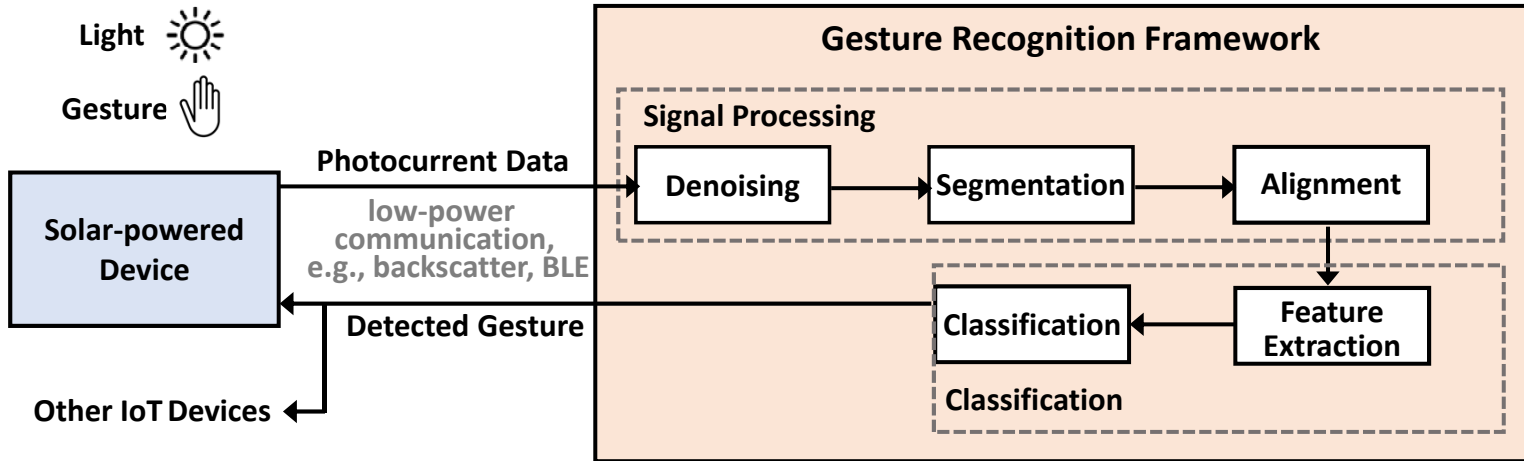 Light
Gesture
Gesture Recognition Framework
Signal Processing
Photocurrent Data
Denoising
Segmentation
Alignment
low-power
communication,
e.g., backscatter, BLE
Solar-powered
Device
Detected Gesture
Classification
Feature
Extraction
Classification
Other IoT Devices